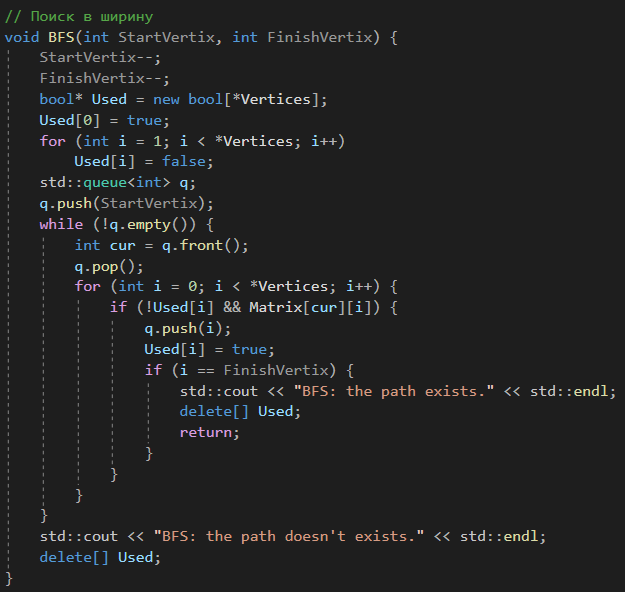 // Поиск в ширину
void BFS(int StartVertix, int FinishVertix) {
    StartVertix--;
    FinishVertix--;
    bool* Used = new bool[*Vertices];
    Used[0] = true;
    for (int i = 1; i < *Vertices; i++)
        Used[i] = false;
    std::queue<int> q;
    q.push(StartVertix);
    while (!q.empty()) {
        int cur = q.front();
        q.pop();
        for (int i = 0; i < *Vertices; i++) {
            if (!Used[i] && Matrix[cur][i]) {
                q.push(i);
                Used[i] = true;
                if (i == FinishVertix) {
                    std::cout << "BFS: the path exists." << std::endl;
                    delete[] Used;
                    return;
                }
            }
        }
    }
    std::cout << "BFS: the path doesn't exists." << std::endl;
    delete[] Used;
}